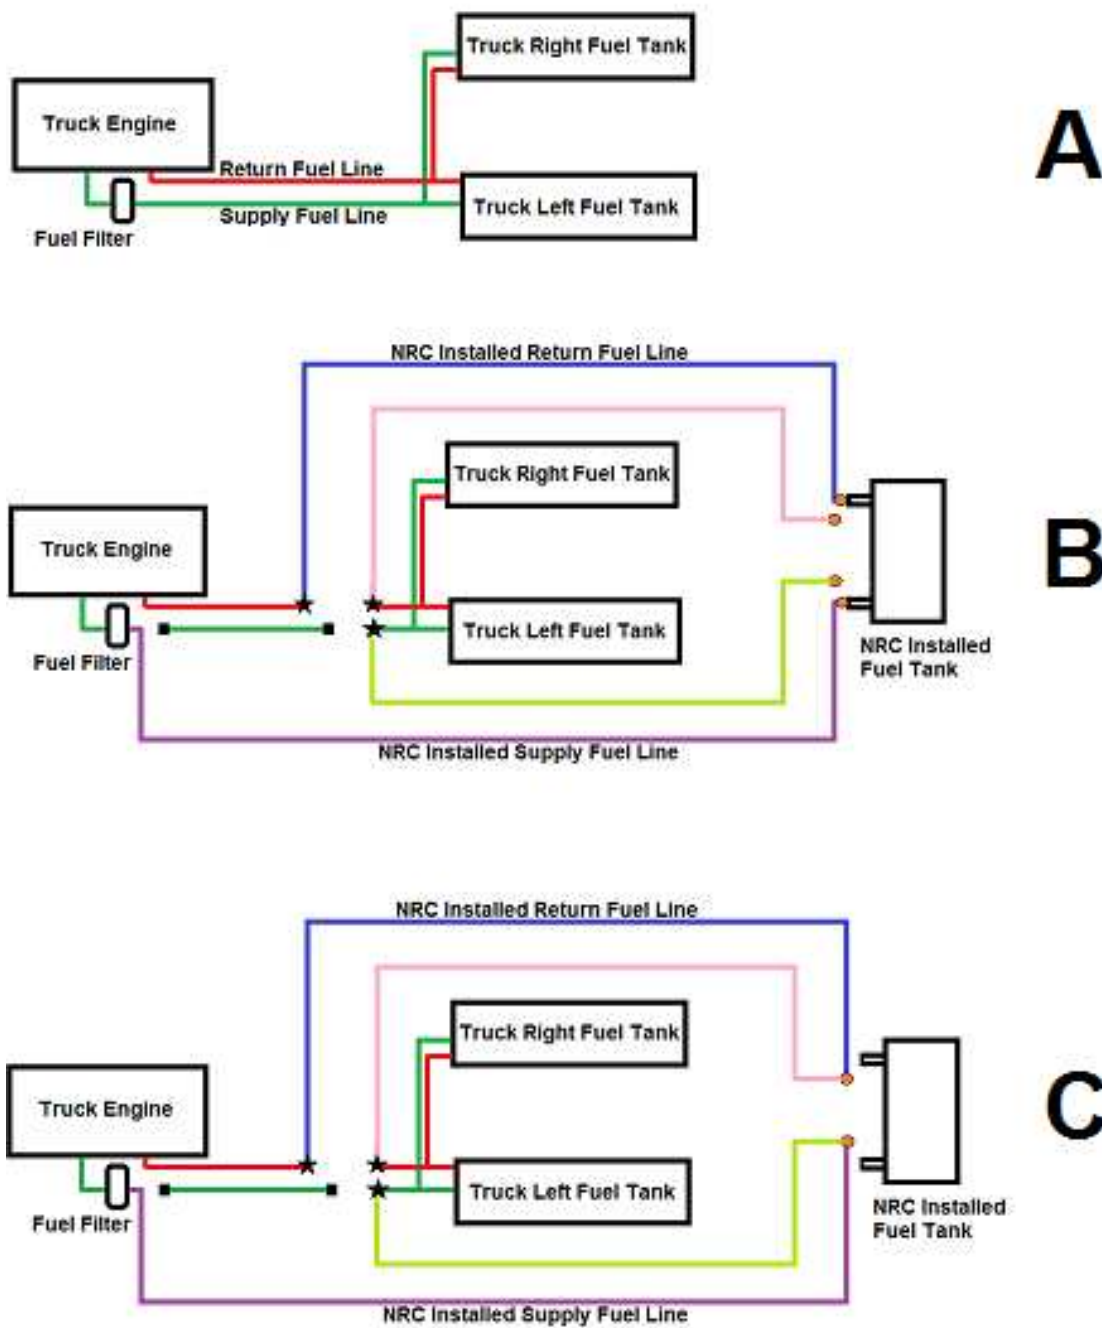 Truck Right Fuel Tank
A
Truck Engine
Return Fuel Line
Truck Left Fuel Tank
Supply Fuel Line
Fuel Filter
NRC Installed Return Fuel Line
Truck Right Fuel Tank
B
Truck Engine
Truck Left Fuel Tank
NRC Installed
Fuel Tank
Fuel Filter
NRC Installed Supply Fuel Line
NRC Installed Return Fuel Line
Truck Right Fuel Tank
C
Truck Engine
Truck Left Fuel Tank
NRC Installed
Fuel Tank
Fuel Filter
NRC Installed Supply Fuel Line